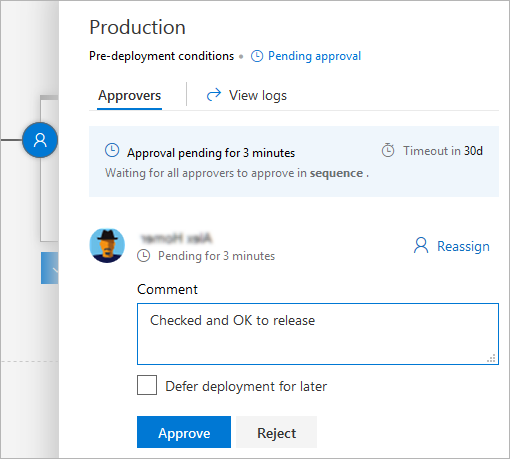 Production
Pre-deployment conditions • Pending approval
Approvers View logs
Approval pending for 3 minutes Timeout in 30d
Waiting for all approvers to approve in sequence .
Reassign
Pending for 3 minutes
Comment
Checked and OK to release
Defer deployment for later
Approve Reject